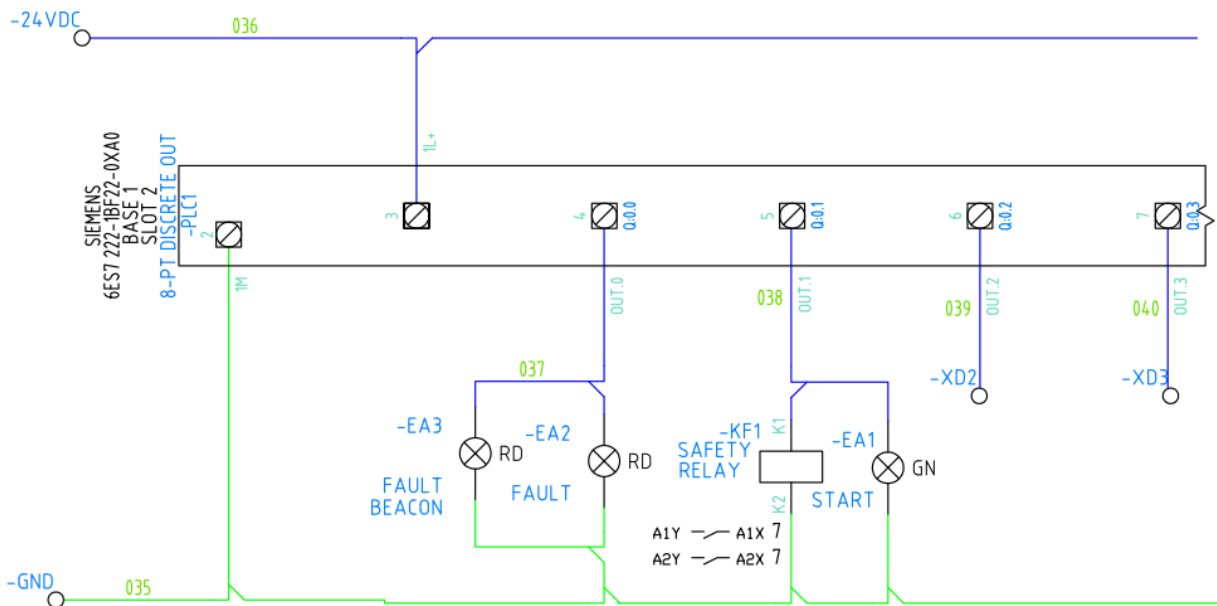 -24VDC
036
SIEMENS
6ES7 222-1BF22-0XA0
BASE 1
SLOT 2
8-PT DISCRETE OUT
-PLC1
1L+
2
3
4
Q:0.0
5
Q:0.1
6
Q:0.2
7
Q:0.3
1M
OUT.0
038
OUT.1
039
OUT.2
040
OUT.3
037
-XD2
-XD3
-EA3
RD
FAULT
BEACON
-EA2
RD
FAULT
-KF1
SAFETY
RELAY
K1
K2
-EA1
GN
START
A1Y A1X 7
A2Y A2X 7
-GND
035